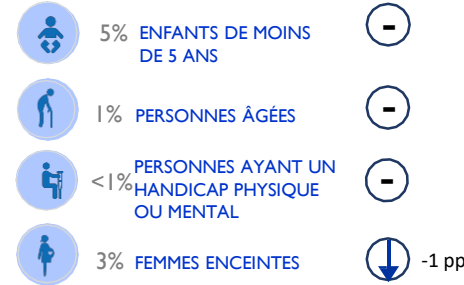 5% ENFANTS DE MOINS
DE 5 ANS
-
1% PERSONNES ÂGÉES
-
<1% PERSONNES AYANT UN
HANDICAP PHYSIQUE
OU MENTAL
-
3% FEMMES ENCEINTES
-1 pp